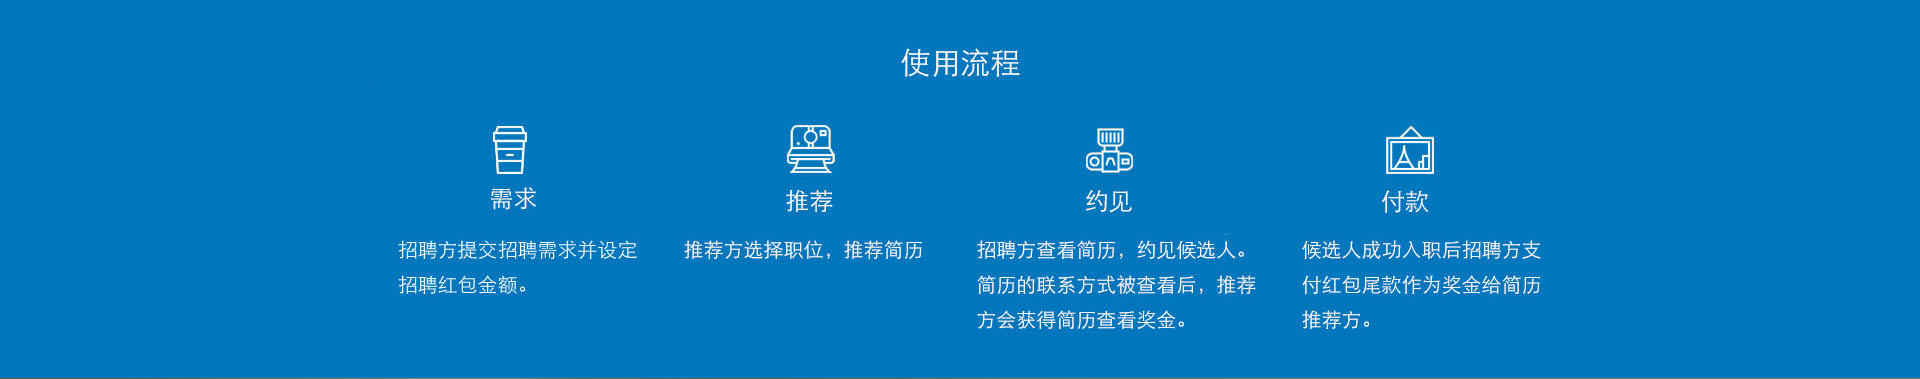 使用流程
需求
招聘方提交招聘需求并设定
招聘红包金额。
推荐
推荐方选择职位，推荐简历
约见
招聘方查看简历，约见候选人。
简历的联系方式被查看后，推荐
方会获得简历查看奖金。
付款
候选人成功入职后招聘方支
付红包尾款作为奖金给简历
推荐方。